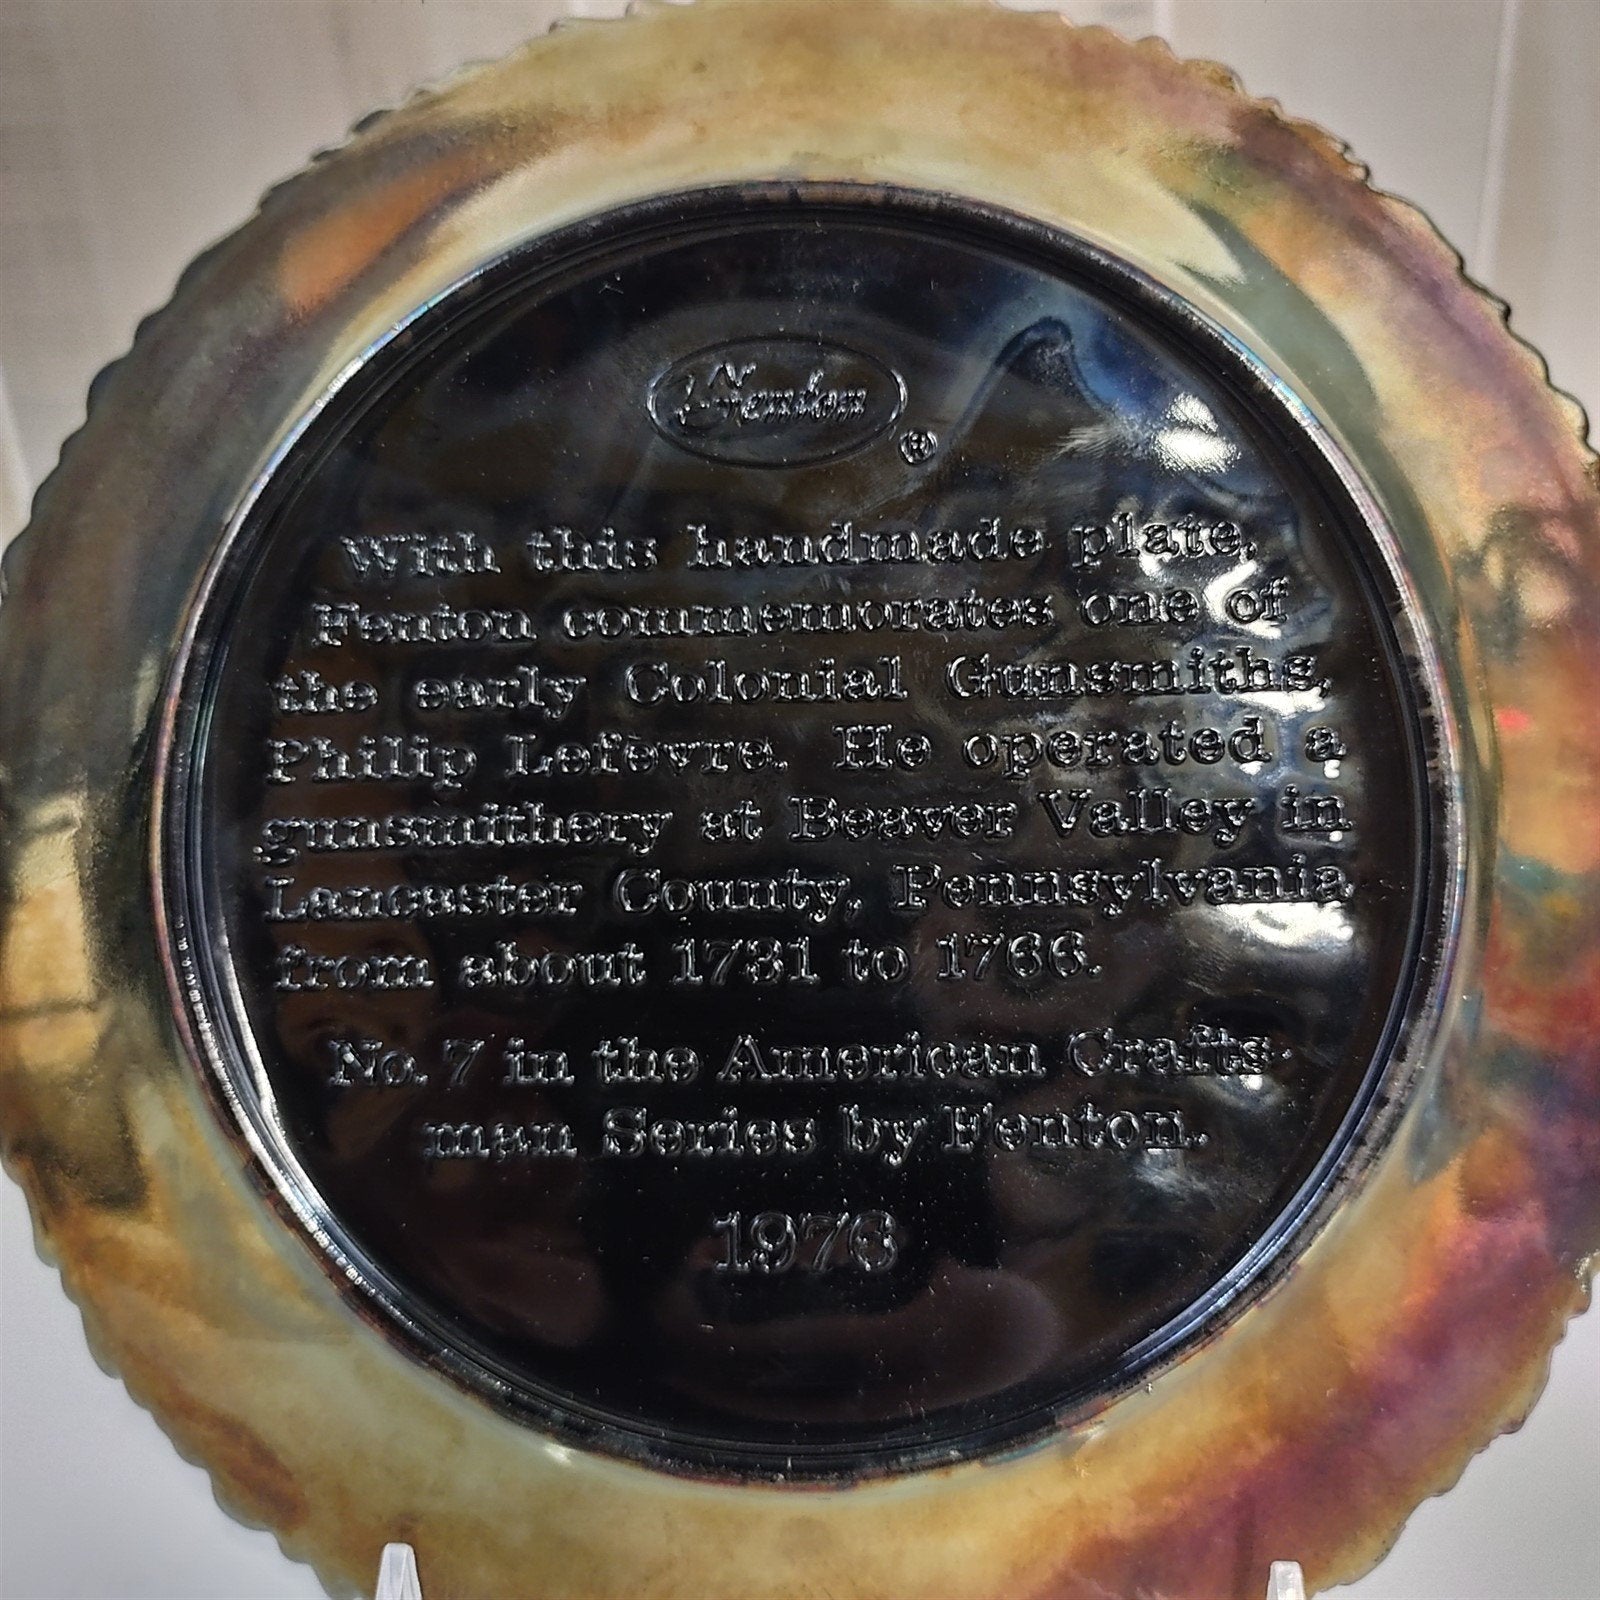 Fenton ®
With this handmade plate,
Fenton commemorates one of
the early Colonial Gunsmiths,
Philip Lefèvre. He operated a
gunsmithery at Beaver Valley in
Lancaster County, Pennsylvania
from about 1731 to 1766.
No. 7 in the American Crafts-
man Series by Fenton.
1976